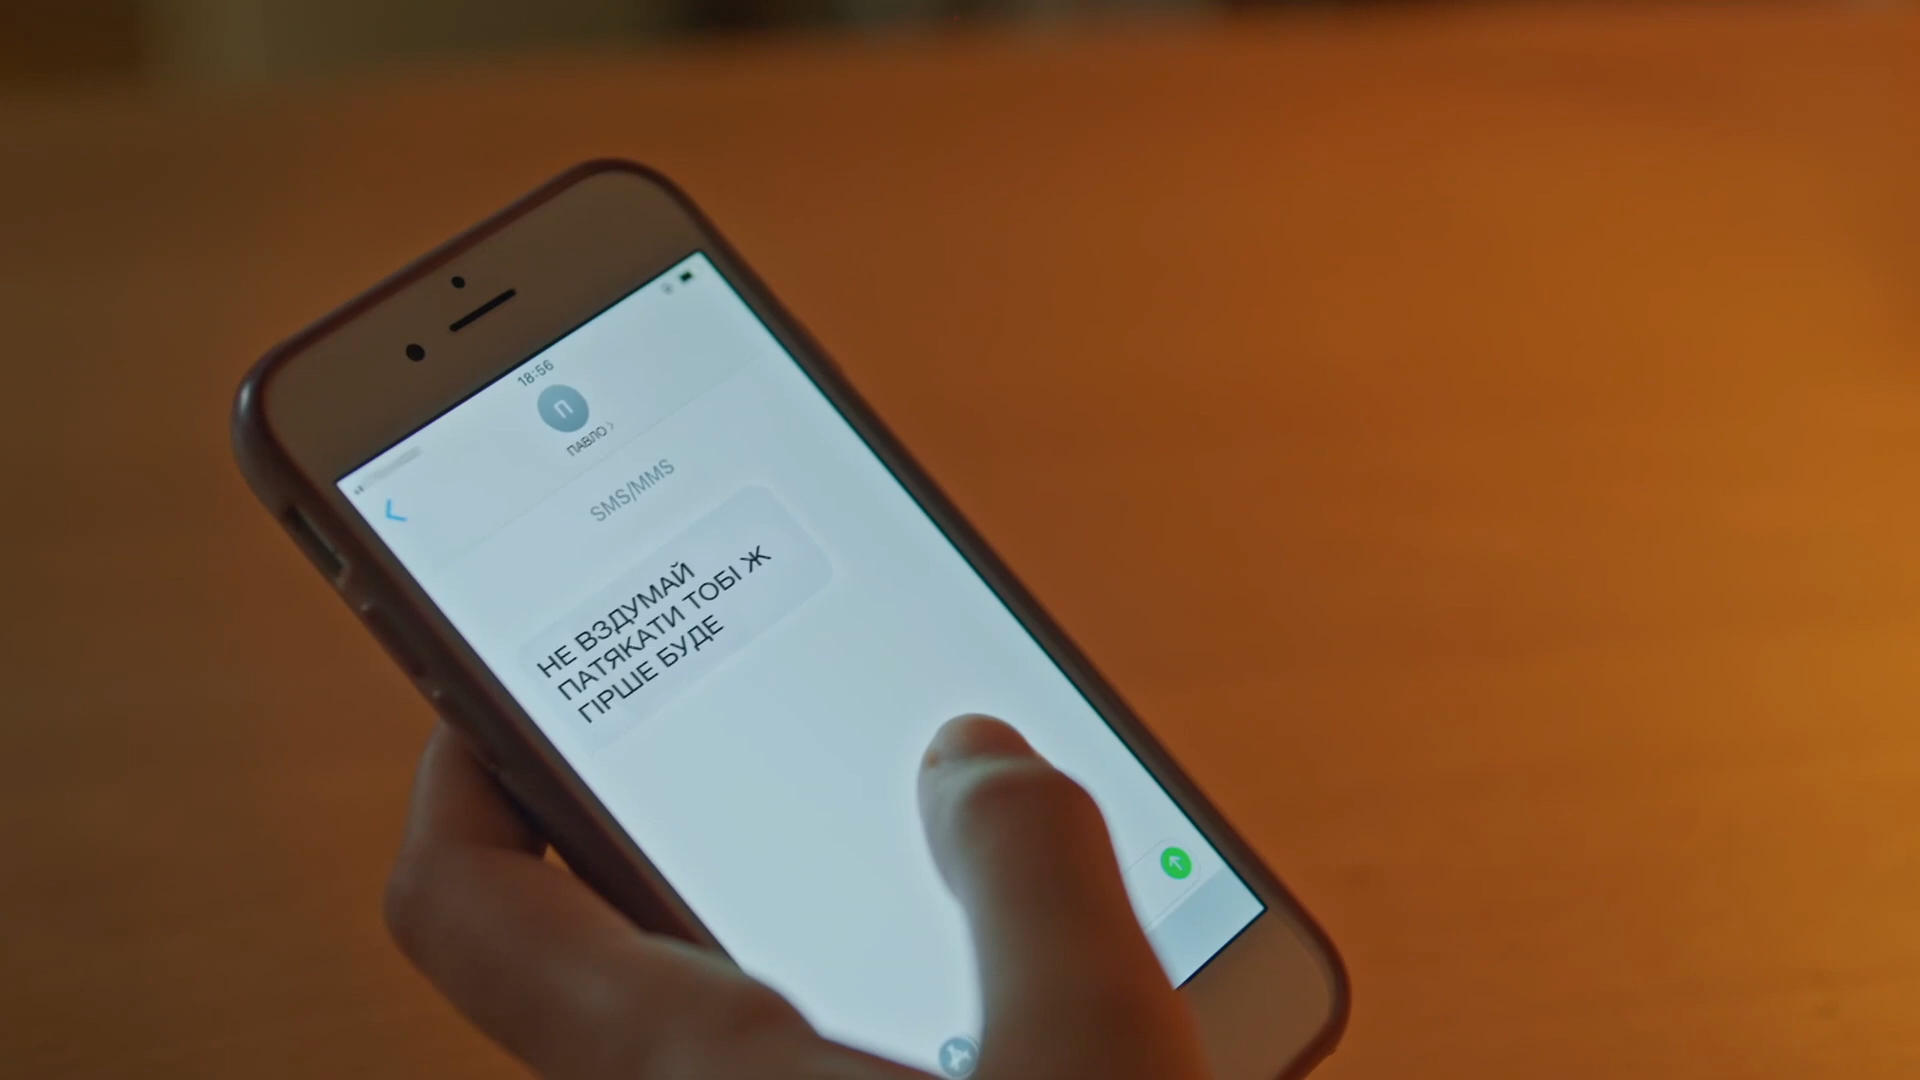 18:56
П
ПАВЛО
SMS/MMS
НЕ ВЗДУМАЙ
ПАТЯКАТИ ТОБІ Ж
ГІРШЕ БУДЕ